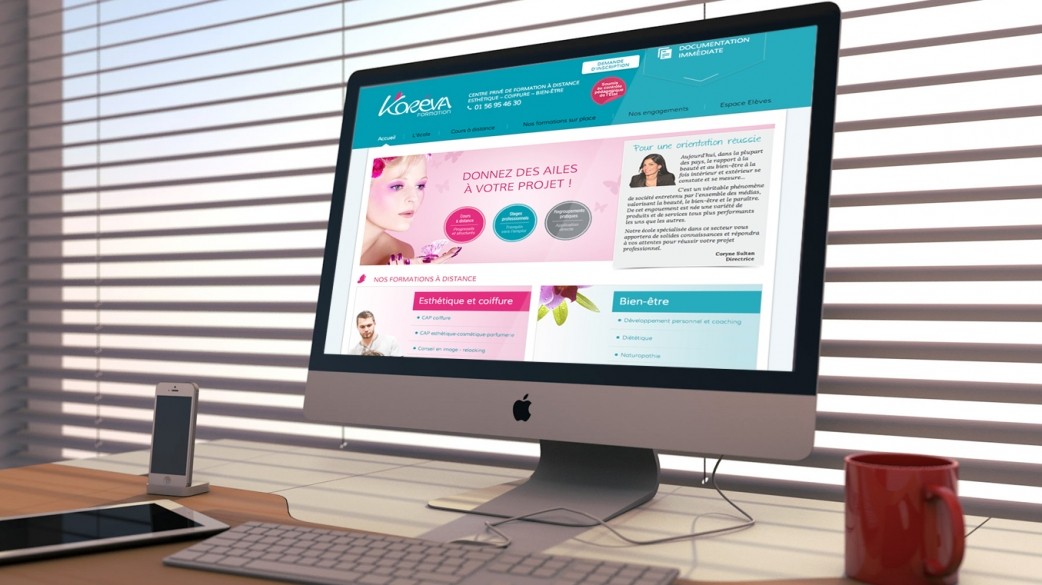 DOCUMENTATION
IMMÉDIATE
DEMANDE
D'INSCRIPTION
Koreva
FORMATION
CENTRE PRIVÉ DE FORMATION À DISTANCE
ESTHÉTIQUE - COIFFURE - BIEN-ÊTRE
01 56 95 46 30
Accueil
L'école
Cours à distance
Nos formations sur place
Nos engagements
Espace Élèves
DONNEZ DES AILES
À VOTRE PROJET !
Cours
à distance
Stages
professionnels
Regroupements
pratiques
Pour une orientation réussie
Aujourd'hui, dans la plupart
des pays, le rapport à la
beauté et au bien-être à la
fois intérieur et extérieur se
constate et se mesure...
C'est un véritable phénomène
de société entretenu par l'ensemble des médias,
valorisant la beauté, le bien-être et le paraître.
De cet engouement est née une variété de
produits et de services tous plus performants
les uns que les autres.
Notre école spécialisée dans ce secteur vous
apportera de solides connaissances et répondra
à vos attentes pour réussir votre projet
professionnel.
Coryne Sultan
Directrice
NOS FORMATIONS À DISTANCE
Esthétique et coiffure
CAP coiffure
CAP esthétique-cosmétique-parfumerie
Conseil en image - relooking
Bien-être
Développement personnel et coaching
Diététique
Naturopathie